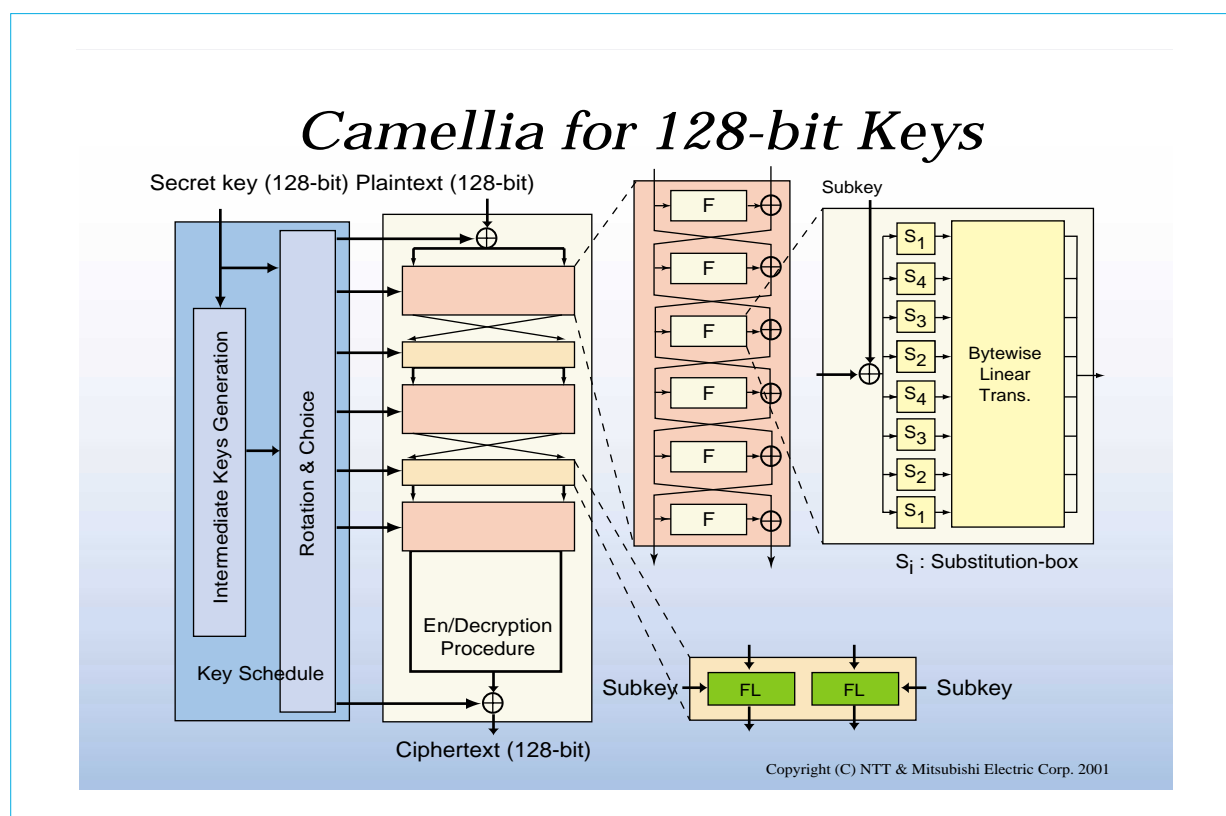 Camellia for 128-bit Keys
Secret key (128-bit) Plaintext (128-bit)
Intermediate Keys Generation
Rotation & Choice
Key Schedule
En/Decryption
Procedure
Ciphertext (128-bit)
F
F
F
F
F
F
Subkey
S1
S4
S3
S2
S4
S3
S2
S1
Bytewise
Linear
Trans.
Si : Substitution-box
Subkey
FL
FL
Subkey
Copyright (C) NTT & Mitsubishi Electric Corp. 2001